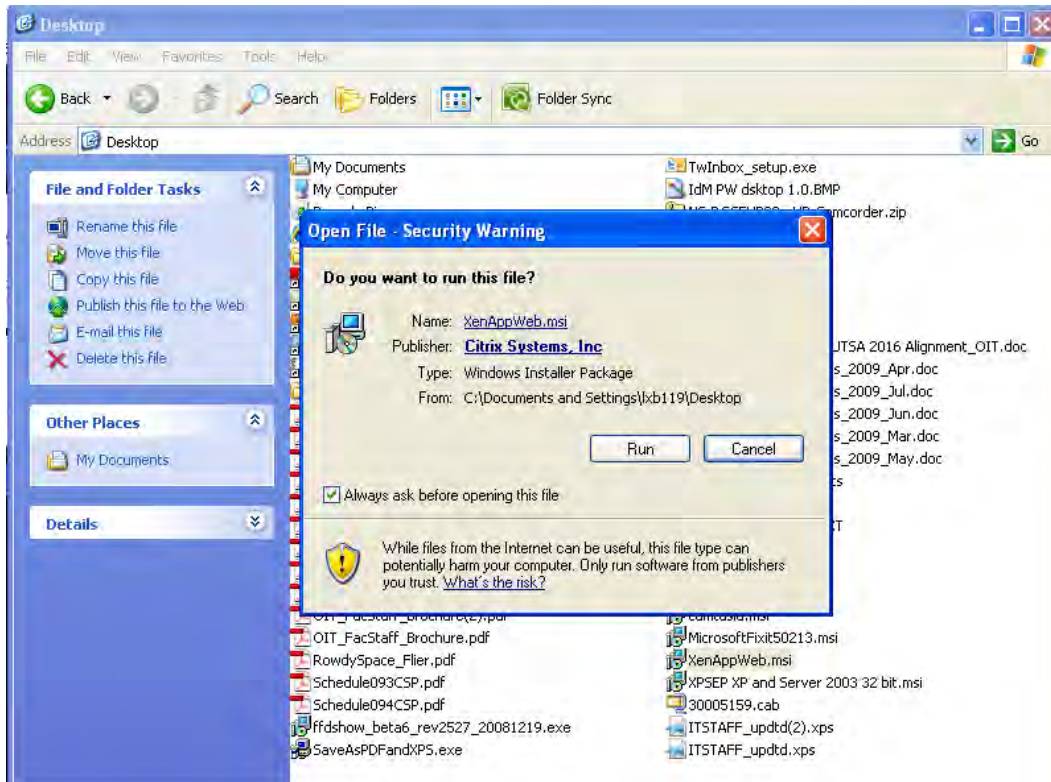 Desktop
File Edit View Favorites Tools Help
Back Search Folders Folder Sync
Address Desktop Go
File and Folder Tasks
Rename this file
Move this file
Copy this file
Publish this file to the Web
E-mail this file
Delete this file
Other Places
My Documents
Details
My Documents
My Computer
TwInbox_setup.exe
IdM PW dsktop 1.0.BMP
Camcorder.zip
Open File - Security Warning
Do you want to run this file?
Name: XenAppWeb.msi
Publisher: Citrix Systems, Inc
Type: Windows Installer Package
From: C:\Documents and Settings\lxb119\Desktop
Run Cancel
Always ask before opening this file
While files from the Internet can be useful, this file type can
potentially harm your computer. Only run software from publishers
you trust. What's the risk?
UTSA 2016 Alignment_OIT.doc
s_2009_Apr.doc
s_2009_Jul.doc
s_2009_Jun.doc
s_2009_Mar.doc
s_2009_May.doc
OIT_FacStaff_Brochure(2).pdf
OIT_FacStaff_Brochure.pdf
RowdySpace_Flier.pdf
Schedule093CSP.pdf
Schedule094CSP.pdf
ffdshow_beta6_rev2527_20081219.exe
SaveAsPDFandXPS.exe
MicrosoftFixit50213.msi
XenAppWeb.msi
XPSEP XP and Server 2003 32 bit.msi
30005159.cab
ITSTAFF_updtd(2).xps
ITSTAFF_updtd.xps